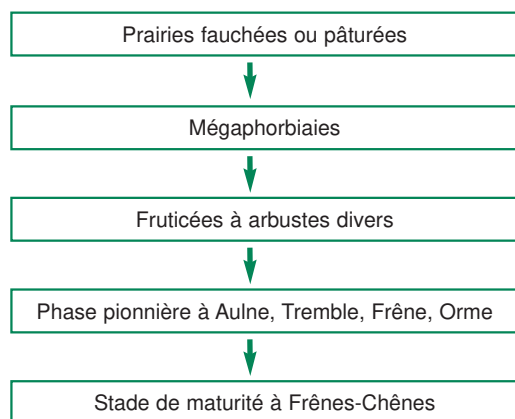 Prairies fauchées ou pâturées
Mégaphorbiaies
Fruticées à arbustes divers
Phase pionnière à Aulne, Tremble, Frêne, Orme
Stade de maturité à Frênes-Chênes